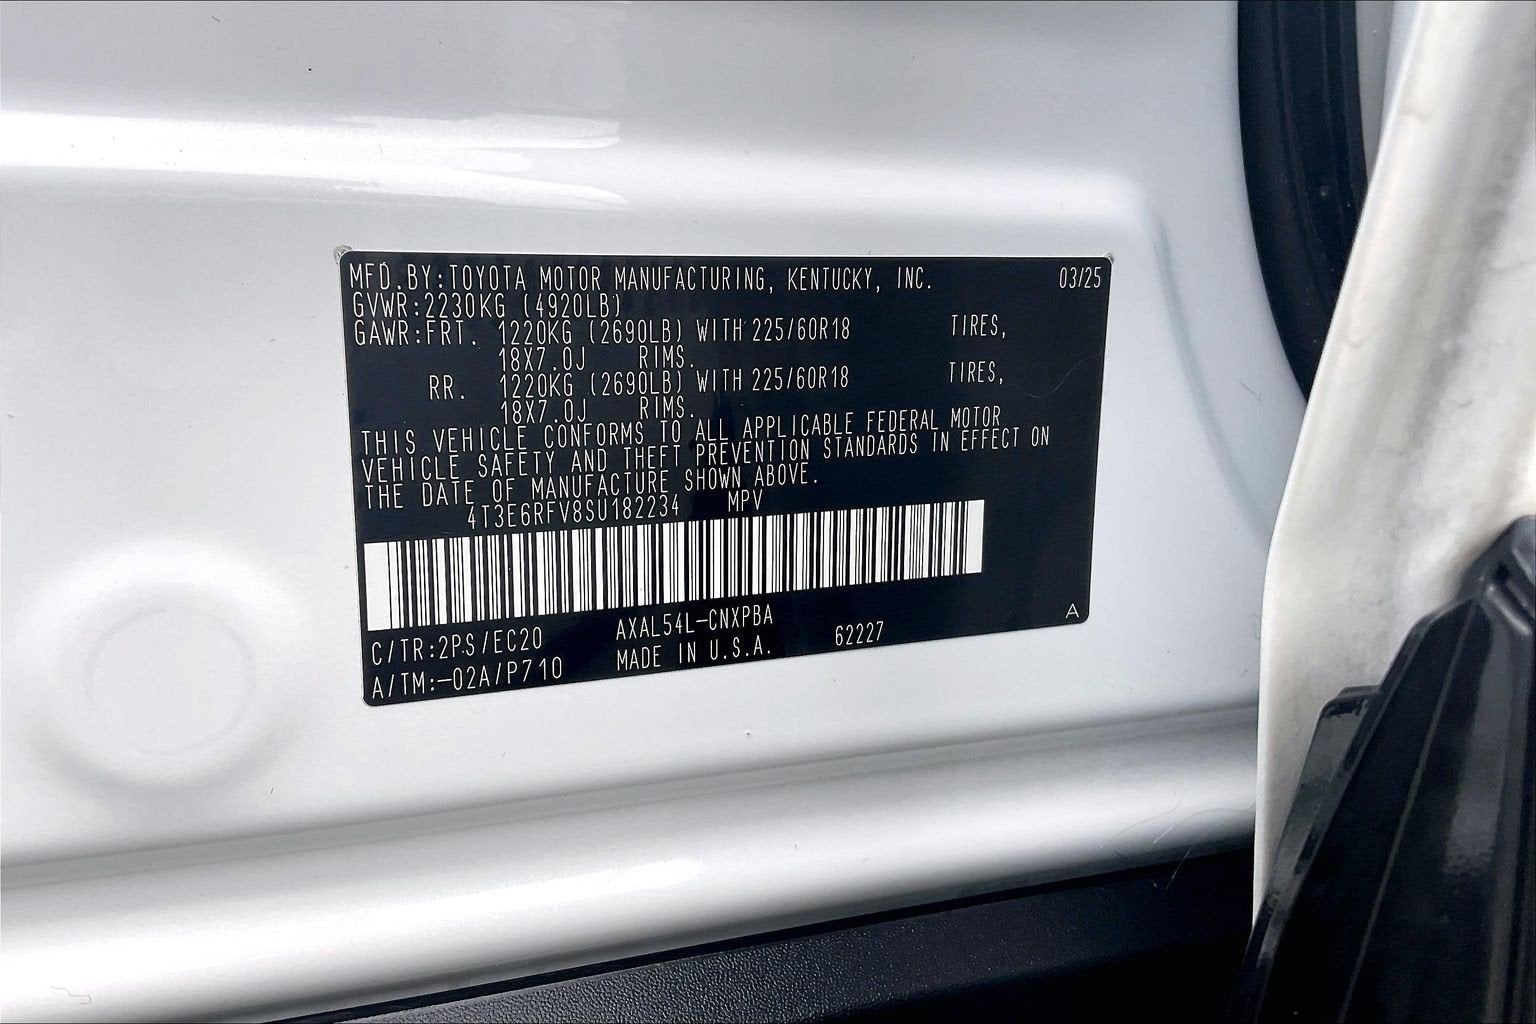 MFD.BY:TOYOTA MOTOR MANUFACTURING, KENTUCKY, INC. 03/25
GVWR:2230KG (4920LB)
GAWR:FRT. 1220KG (2690LB) WITH 225/60R18 TIRES,
18X7.0J RIMS.
RR. 1220KG (2690LB) WITH 225/60R18 TIRES,
18X7.0J RIMS.
THIS VEHICLE CONFORMS TO ALL APPLICABLE FEDERAL MOTOR
VEHICLE SAFETY AND THEFT PREVENTION STANDARDS IN EFFECT ON
THE DATE OF MANUFACTURE SHOWN ABOVE.
4T3E6RFV8SU182234 MPV
C/TR:2PS/EC20 AXAL54L-CNXPBA 62227 A
A/TM:-02A/P710 MADE IN U.S.A.